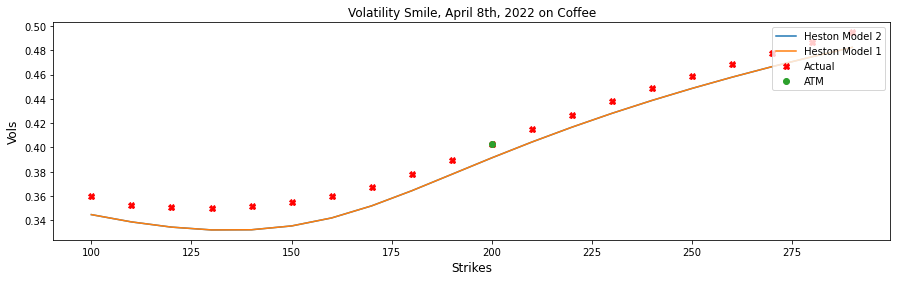 Volatility Smile, April 8th, 2022 on Coffee
Heston Model 2
Heston Model 1
Actual
ATM
Vols
0.50
0.48
0.46
0.44
0.42
0.40
0.38
0.36
0.34
100
125
150
175
200
225
250
275
Strikes